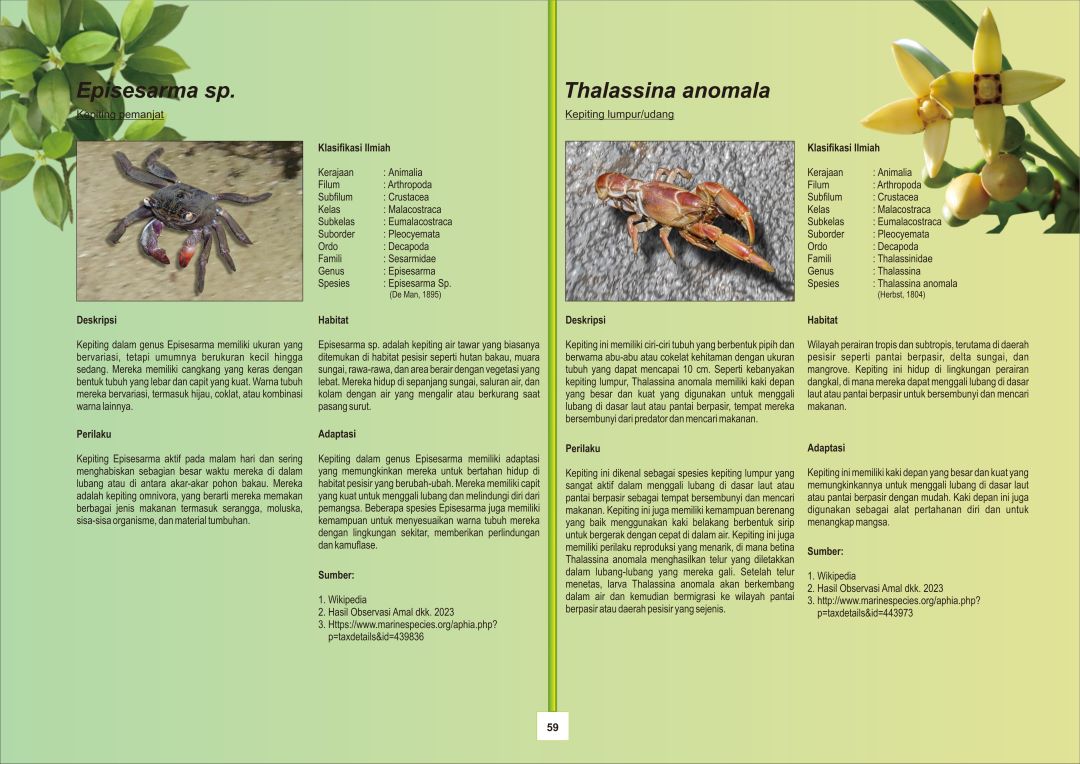 Episesarma sp.
Kepiting pemanjat
Klasifikasi Ilmiah
Kerajaan : Animalia
Filum : Arthropoda
Subfilum : Crustacea
Kelas : Malacostraca
Subkelas : Eumalacostraca
Suborder : Pleocyemata
Ordo : Decapoda
Famili : Sesarmidae
Genus : Episesarma
Spesies : Episesarma Sp.
(De Man, 1895)
Deskripsi
Kepiting dalam genus Episesarma memiliki ukuran yang
bervariasi, tetapi umumnya berukuran kecil hingga
sedang. Mereka memiliki cangkang yang keras dengan
bentuk tubuh yang lebar dan capit yang kuat. Warna tubuh
mereka bervariasi, termasuk hijau, coklat, atau kombinasi
warna lainnya.
Perilaku
Kepiting Episesarma aktif pada malam hari dan sering
menghabiskan sebagian besar waktu mereka di dalam
lubang atau di antara akar-akar pohon bakau. Mereka
adalah kepiting omnivora, yang berarti mereka memakan
berbagai jenis makanan termasuk serangga, moluska,
sisa-sisa organisme, dan material tumbuhan.
Habitat
Episesarma sp. adalah kepiting air tawar yang biasanya
ditemukan di habitat pesisir seperti hutan bakau, muara
sungai, rawa-rawa, dan area berair dengan vegetasi yang
lebat. Mereka hidup di sepanjang sungai, saluran air, dan
kolam dengan air yang mengalir atau berkurang saat
pasang surut.
Adaptasi
Kepiting dalam genus Episesarma memiliki adaptasi
yang memungkinkan mereka untuk bertahan hidup di
habitat pesisir yang berubah-ubah. Mereka memiliki capit
yang kuat untuk menggali lubang dan melindungi diri dari
pemangsa. Beberapa spesies Episesarma juga memiliki
kemampuan untuk menyesuaikan warna tubuh mereka
dengan lingkungan sekitar, memberikan perlindungan
dan kamuflase.
Sumber:
1. Wikipedia
2. Hasil Observasi Amal dkk. 2023
3. Https://www.marinespecies.org/aphia.php?
p=taxdetails&id=439836
Thalassina anomala
Kepiting lumpur/udang
Klasifikasi Ilmiah
Kerajaan : Animalia
Filum : Arthropoda
Subfilum : Crustacea
Kelas : Malacostraca
Subkelas : Eumalacostraca
Suborder : Pleocyemata
Ordo : Decapoda
Famili : Thalassinidae
Genus : Thalassina
Spesies : Thalassina anomala
(Herbst, 1804)
Deskripsi
Kepiting ini memiliki ciri-ciri tubuh yang berbentuk pipih dan
berwarna abu-abu atau cokelat kehitaman dengan ukuran
tubuh yang dapat mencapai 10 cm. Seperti kebanyakan
kepiting lumpur, Thalassina anomala memiliki kaki depan
yang besar dan kuat yang digunakan untuk menggali
lubang di dasar laut atau pantai berpasir, tempat mereka
bersembunyi dari predator dan mencari makanan.
Perilaku
Kepiting ini dikenal sebagai spesies kepiting lumpur yang
sangat aktif dalam menggali lubang di dasar laut atau
pantai berpasir sebagai tempat bersembunyi dan mencari
makanan. Kepiting ini juga memiliki kemampuan berenang
yang baik menggunakan kaki belakang berbentuk sirip
untuk bergerak dengan cepat di dalam air. Kepiting ini juga
memiliki perilaku reproduksi yang menarik, di mana betina
Thalassina anomala menghasilkan telur yang diletakkan
dalam lubang-lubang yang mereka gali. Setelah telur
menetas, larva Thalassina anomala akan berkembang
dalam air dan kemudian bermigrasi ke wilayah pantai
berpasir atau daerah pesisir yang sejenis.
Habitat
Wilayah perairan tropis dan subtropis, terutama di daerah
pesisir seperti pantai berpasir, delta sungai, dan
mangrove. Kepiting ini hidup di lingkungan perairan
dangkal, di mana mereka dapat menggali lubang di dasar
laut atau pantai berpasir untuk bersembunyi dan mencari
makanan.
Adaptasi
Kepiting ini memiliki kaki depan yang besar dan kuat yang
memungkinkannya untuk menggali lubang di dasar laut
atau pantai berpasir dengan mudah. Kaki depan ini juga
digunakan sebagai alat pertahanan diri dan untuk
menangkap mangsa.
Sumber:
1. Wikipedia
2. Hasil Observasi Amal dkk. 2023
3. http://www.marinespecies.org/aphia.php?
p=taxdetails&id=443973
59